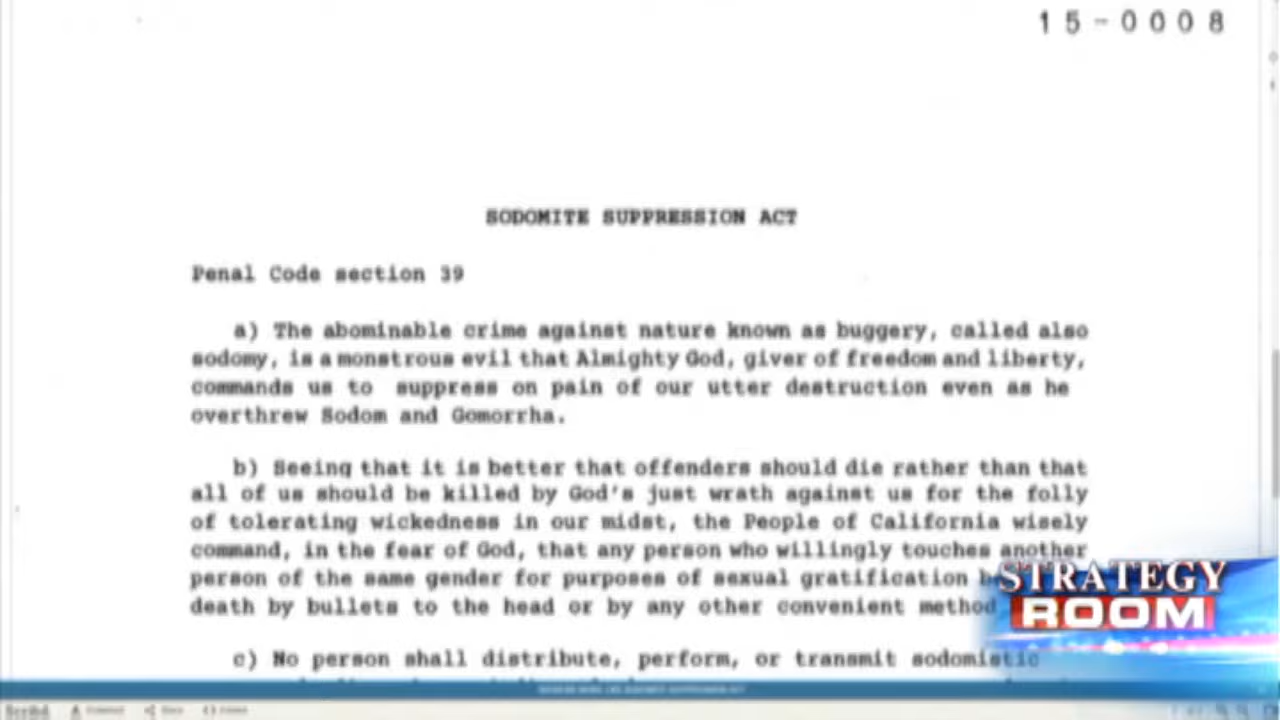 15-0008
SODOMITE SUPPRESSION ACT
Penal Code section 39
a) The abominable crime against nature known as buggery, called also
sodomy, is a monstrous evil that Almighty God, giver of freedom and liberty,
commands us to suppress on pain of our utter destruction even as he
overthrew Sodom and Gomorrha.
b) Seeing that it is better that offenders should die rather than that
all of us should be killed by God's just wrath against us for the folly
of tolerating wickedness in our midst, the People of California wisely
command, in the fear of God, that any person who willingly touches another
person of the same gender for purposes of sexual gratification
death by bullets to the head or by any other convenient method
STRATEGY
ROOM
c) No person shall distribute, perform, or transmit sodomistic
Scribd